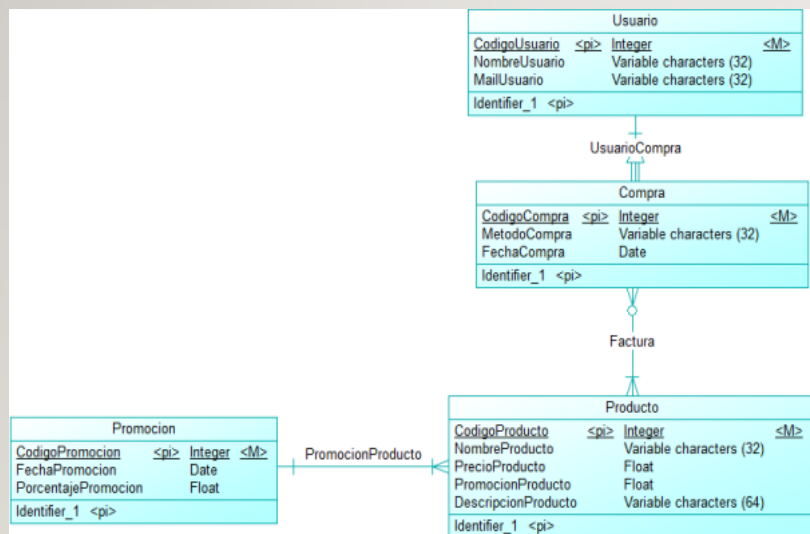 Usuario
CodigoUsuario <pi> Integer <M>
NombreUsuario Variable characters (32)
MailUsuario Variable characters (32)
Identifier_1 <pi>
UsuarioCompra
Compra
CodigoCompra <pi> Integer <M>
MetodoCompra Variable characters (32)
FechaCompra Date
Identifier_1 <pi>
Factura
Producto
CodigoProducto <pi> Integer <M>
NombreProducto Variable characters (32)
PrecioProducto Float
PromocionProducto Float
DescripcionProducto Variable characters (64)
Identifier_1 <pi>
PromocionProducto
Promocion
CodigoPromocion <pi> Integer <M>
FechaPromocion Date
PorcentajePromocion Float
Identifier_1 <pi>